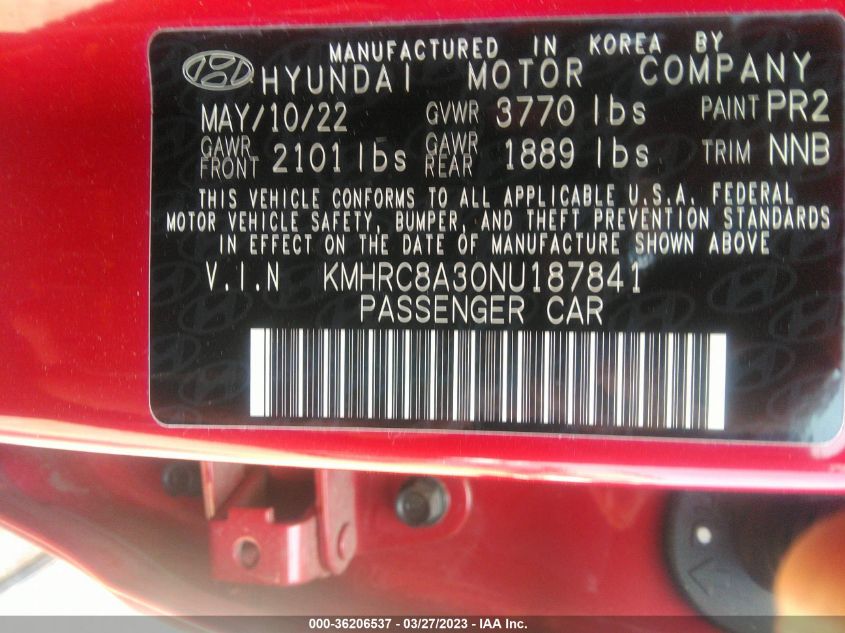 MANUFACTURED IN KOREA BY
HYUNDAI MOTOR COMPANY
MAY/10/22 GVWR 3770 lbs PAINT PR2
GAWR FRONT 2101 lbs GAWR REAR 1889 lbs TRIM NNB
THIS VEHICLE CONFORMS TO ALL APPLICABLE U.S.A. FEDERAL
MOTOR VEHICLE SAFETY, BUMPER, AND THEFT PREVENTION STANDARDS
IN EFFECT ON THE DATE OF MANUFACTURE SHOWN ABOVE
V.I.N KMHRC8A30NU187841
PASSENGER CAR
000-36206537 - 03/27/2023 - IAA Inc.